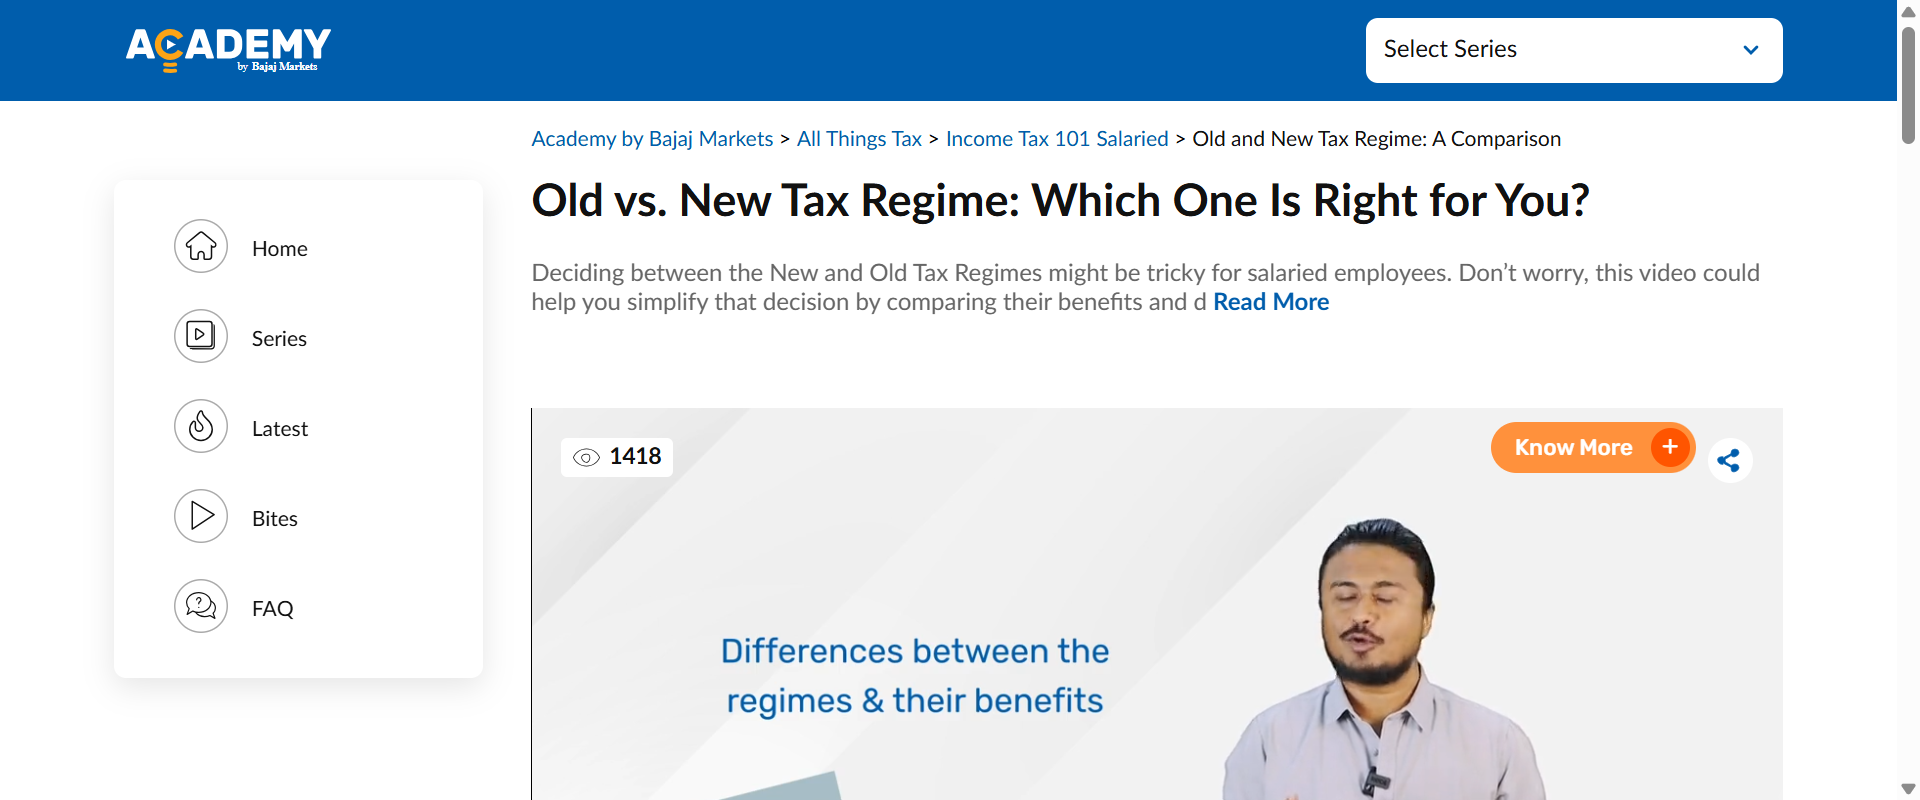 ACADEMY
by Bajaj Markets
Select Series
Academy by Bajaj Markets > All Things Tax > Income Tax 101 Salaried > Old and New Tax Regime: A Comparison
Old vs. New Tax Regime: Which One Is Right for You?
Deciding between the New and Old Tax Regimes might be tricky for salaried employees. Don’t worry, this video could
help you simplify that decision by comparing their benefits and d Read More
Home
Series
Latest
Bites
FAQ
1418
Know More +
Differences between the
regimes & their benefits